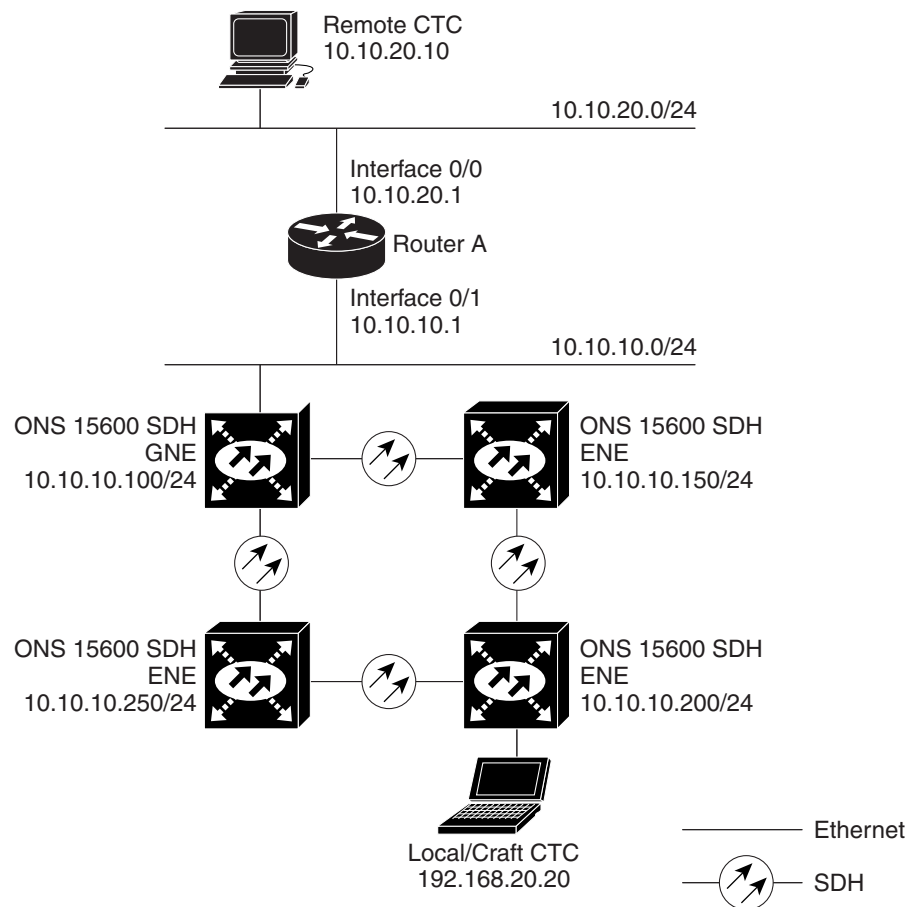 Remote CTC
10.10.20.10
10.10.20.0/24
Interface 0/0
10.10.20.1
Router A
Interface 0/1
10.10.10.1
10.10.10.0/24
ONS 15600 SDH
GNE
10.10.10.100/24
ONS 15600 SDH
ENE
10.10.10.150/24
ONS 15600 SDH
ENE
10.10.10.250/24
ONS 15600 SDH
ENE
10.10.10.200/24
Local/Craft CTC
192.168.20.20
Ethernet
SDH